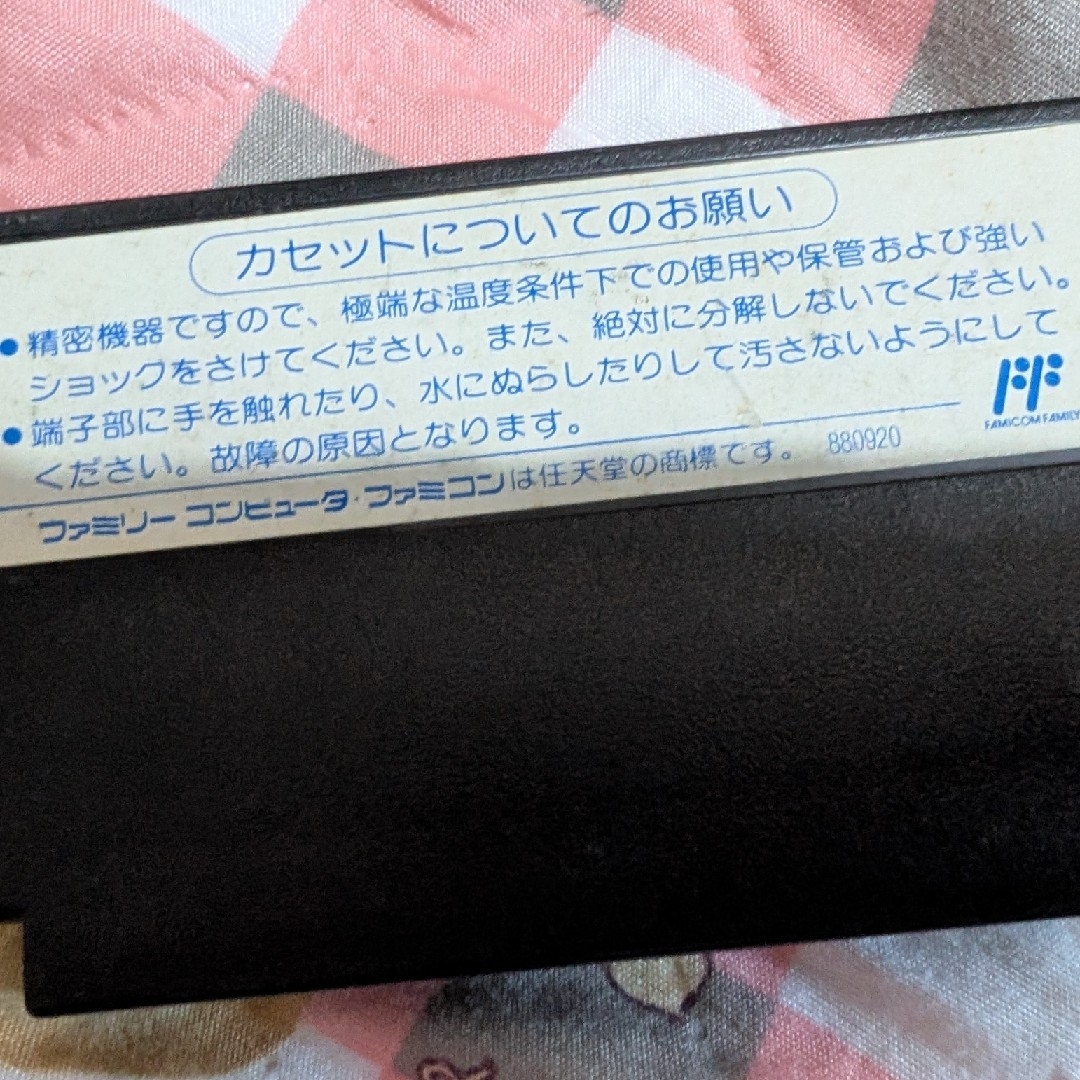 カセットについてのお願い
●精密機器ですので、極端な温度条件下での使用や保管および強い
ショックをさけてください。また、絶対に分解しないでください。
●端子部に手を触れたり、水にぬらしたりして汚さないようにして
ください。故障の原因となります。
FF
FAMICOM FAMILY
ファミリーコンピュータ・ファミコンは任天堂の商標です。 880920